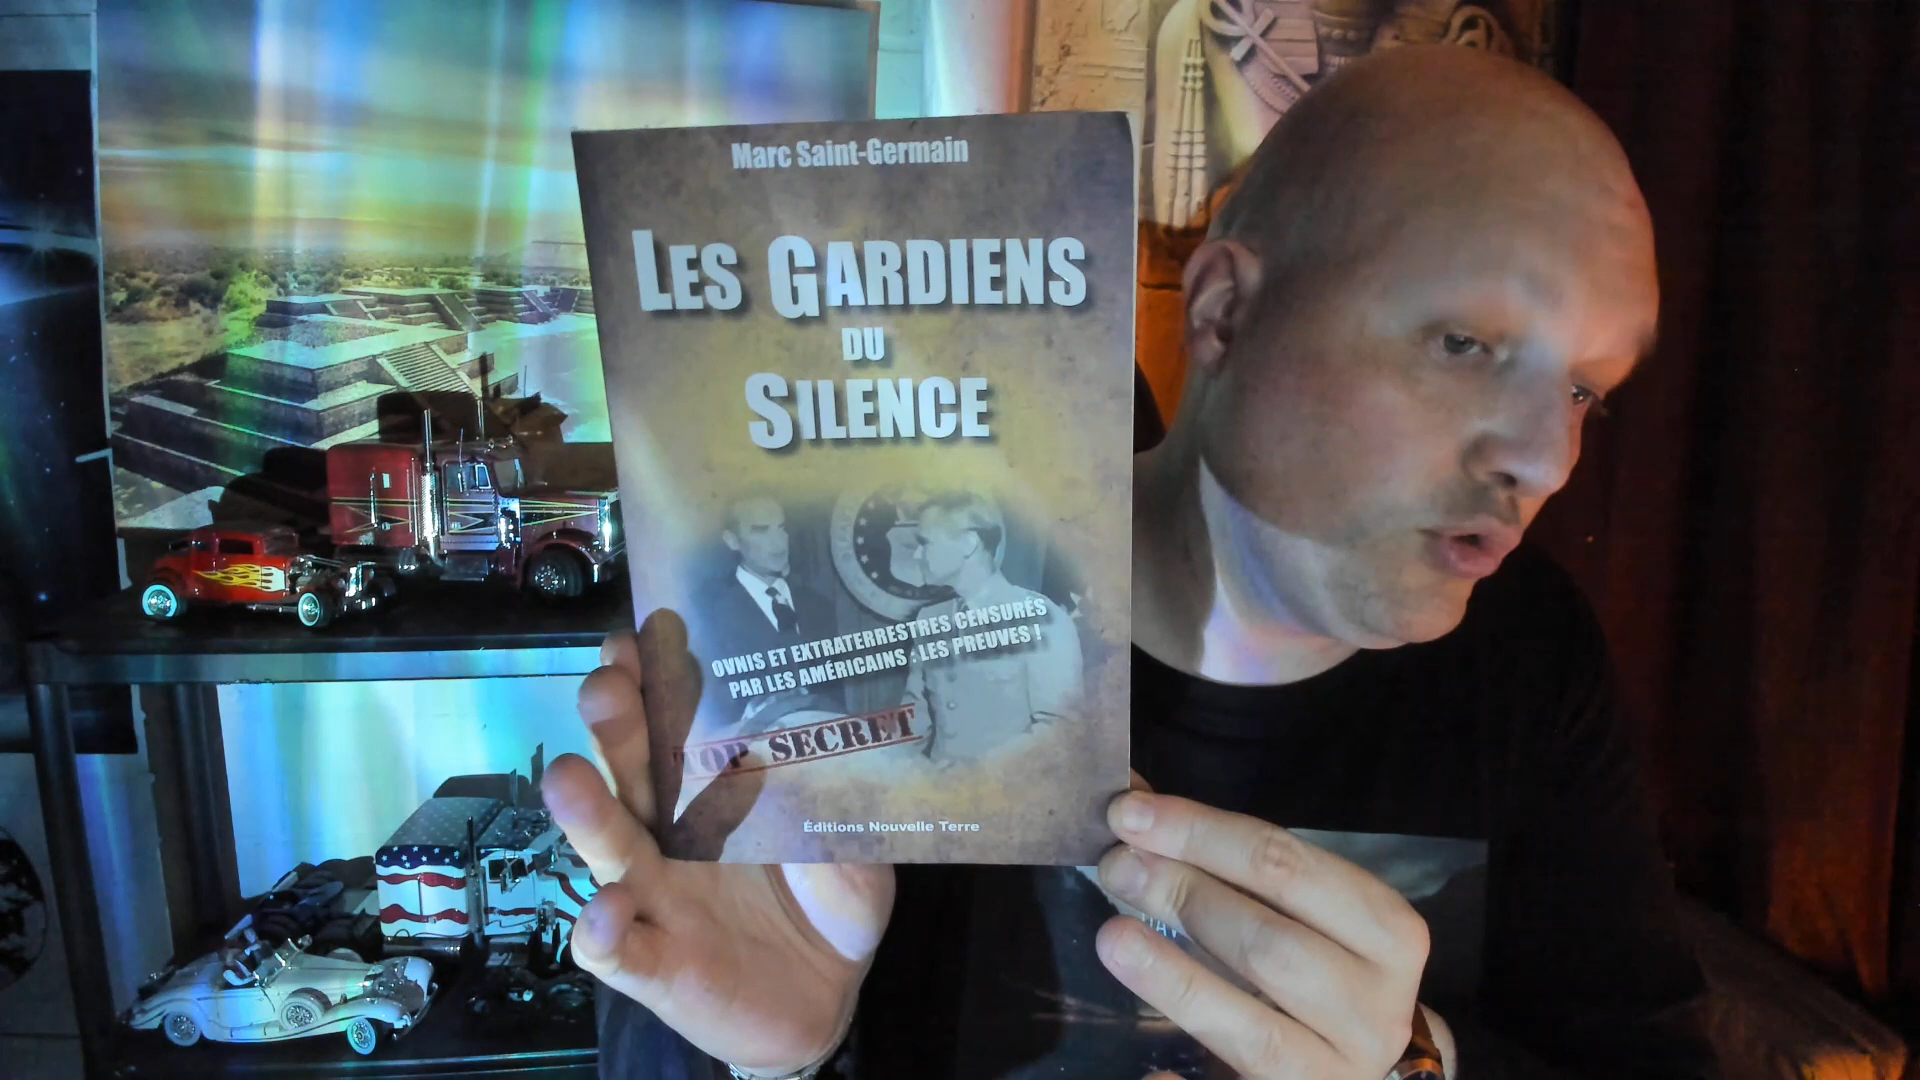 Marc Saint-Germain
LES GARDIENS
DU
SILENCE
OVNIS ET EXTRATERRESTRES CENSURÉS
PAR LES AMÉRICAINS : LES PREUVES !
TOP SECRET
Éditions Nouvelle Terre